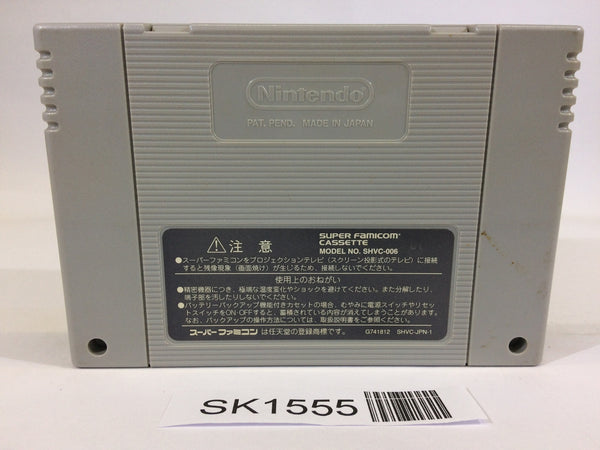 Nintendo
PAT. PEND. MADE IN JAPAN
⚠注意
SUPER FAMICOM
CASSETTE
MODEL NO. SHVC-006
●スーパーファミコンをプロジェクションテレビ（スクリーン投影式のテレビ）に接続
すると残像現象（画面焼け）が生じるため、接続しないでください。
使用上のおねがい
●精密機器につき、極端な温度変化やショックを避けてください。また分解したり、
端子部を汚したりしないでください。
●バッテリーバックアップ機能付きカセットの場合、むやみに電源スイッチやリセ
ットスイッチをON・OFFすると、蓄積されている内容が消えてしまうことがあります。
なお、バックアップの操作方法については、取扱説明書をご参照ください。
スーパーファミコンは任天堂の登録商標です。 G741812 SHVC-JPN-1
SK1555